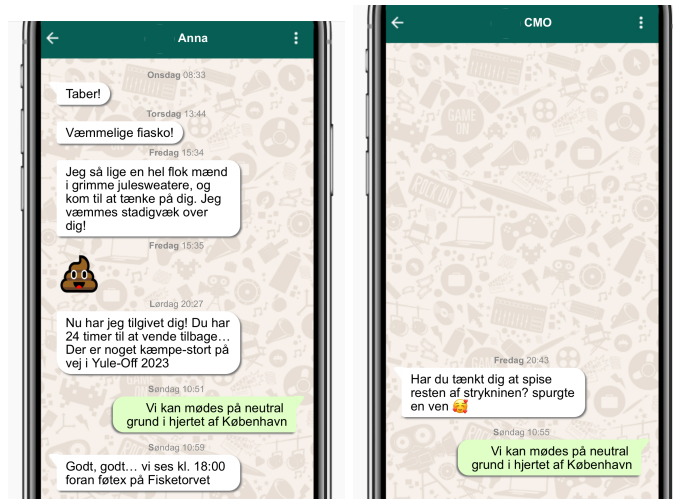 Anna
Onsdag 08:33
Taber!
Torsdag 13:44
Væmmelige fiasko!
Fredag 15:34
Jeg så lige en hel flok mænd
i grimme julesweatere, og
kom til at tænke på dig. Jeg
væmmes stadigvæk over
dig!
Fredag 15:35
Lørdag 20:27
Nu har jeg tilgivet dig! Du har
24 timer til at vende tilbage…
Der er noget kæmpe-stort på
vej i Yule-Off 2023
Søndag 10:51
Vi kan mødes på neutral
grund i hjertet af København
Søndag 10:59
Godt, godt… vi ses kl. 18:00
foran føtex på Fisketorvet
CMO
GAME
ON
Fredag 20:43
Har du tænkt dig at spise
resten af strykninen? spurgte
en ven 🥰
Søndag 10:55
Vi kan mødes på neutral
grund i hjertet af København